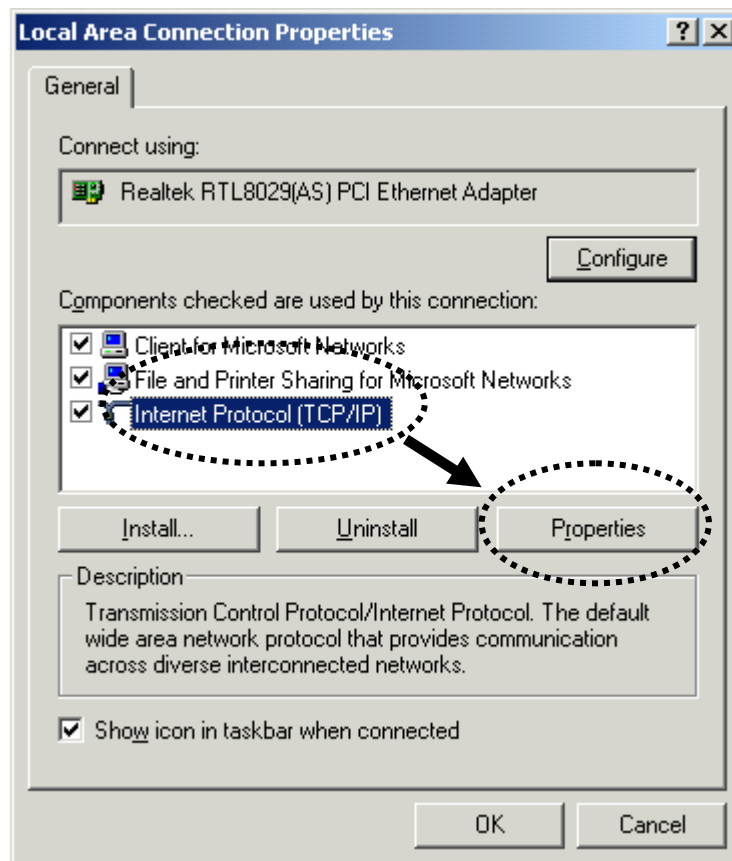 Local Area Connection Properties
General
Connect using:
Realtek RTL8029(AS) PCI Ethernet Adapter
Configure
Components checked are used by this connection:
Client for Microsoft Networks
File and Printer Sharing for Microsoft Networks
Internet Protocol (TCP/IP)
Install... Uninstall Properties
Description
Transmission Control Protocol/Internet Protocol. The default
wide area network protocol that provides communication
across diverse interconnected networks.
Show icon in taskbar when connected
OK Cancel